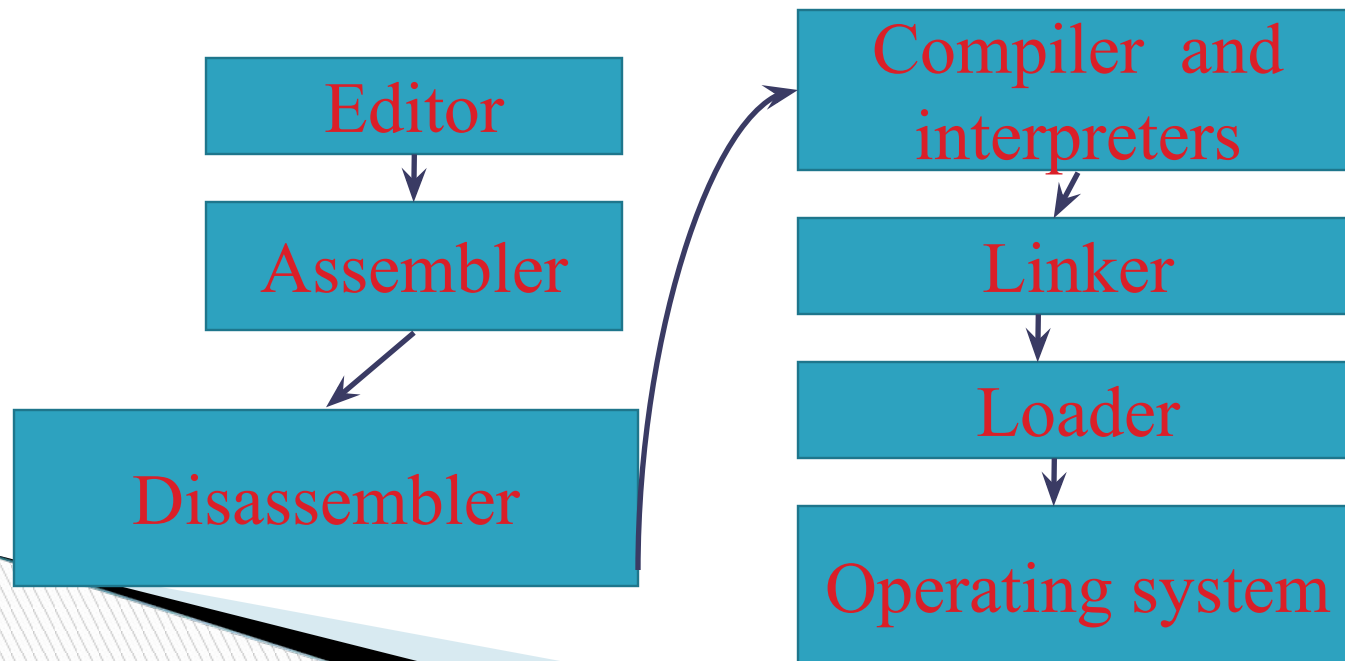 Editor
Assembler
Disassembler
Compiler and
interpreters
Linker
Loader
Operating system